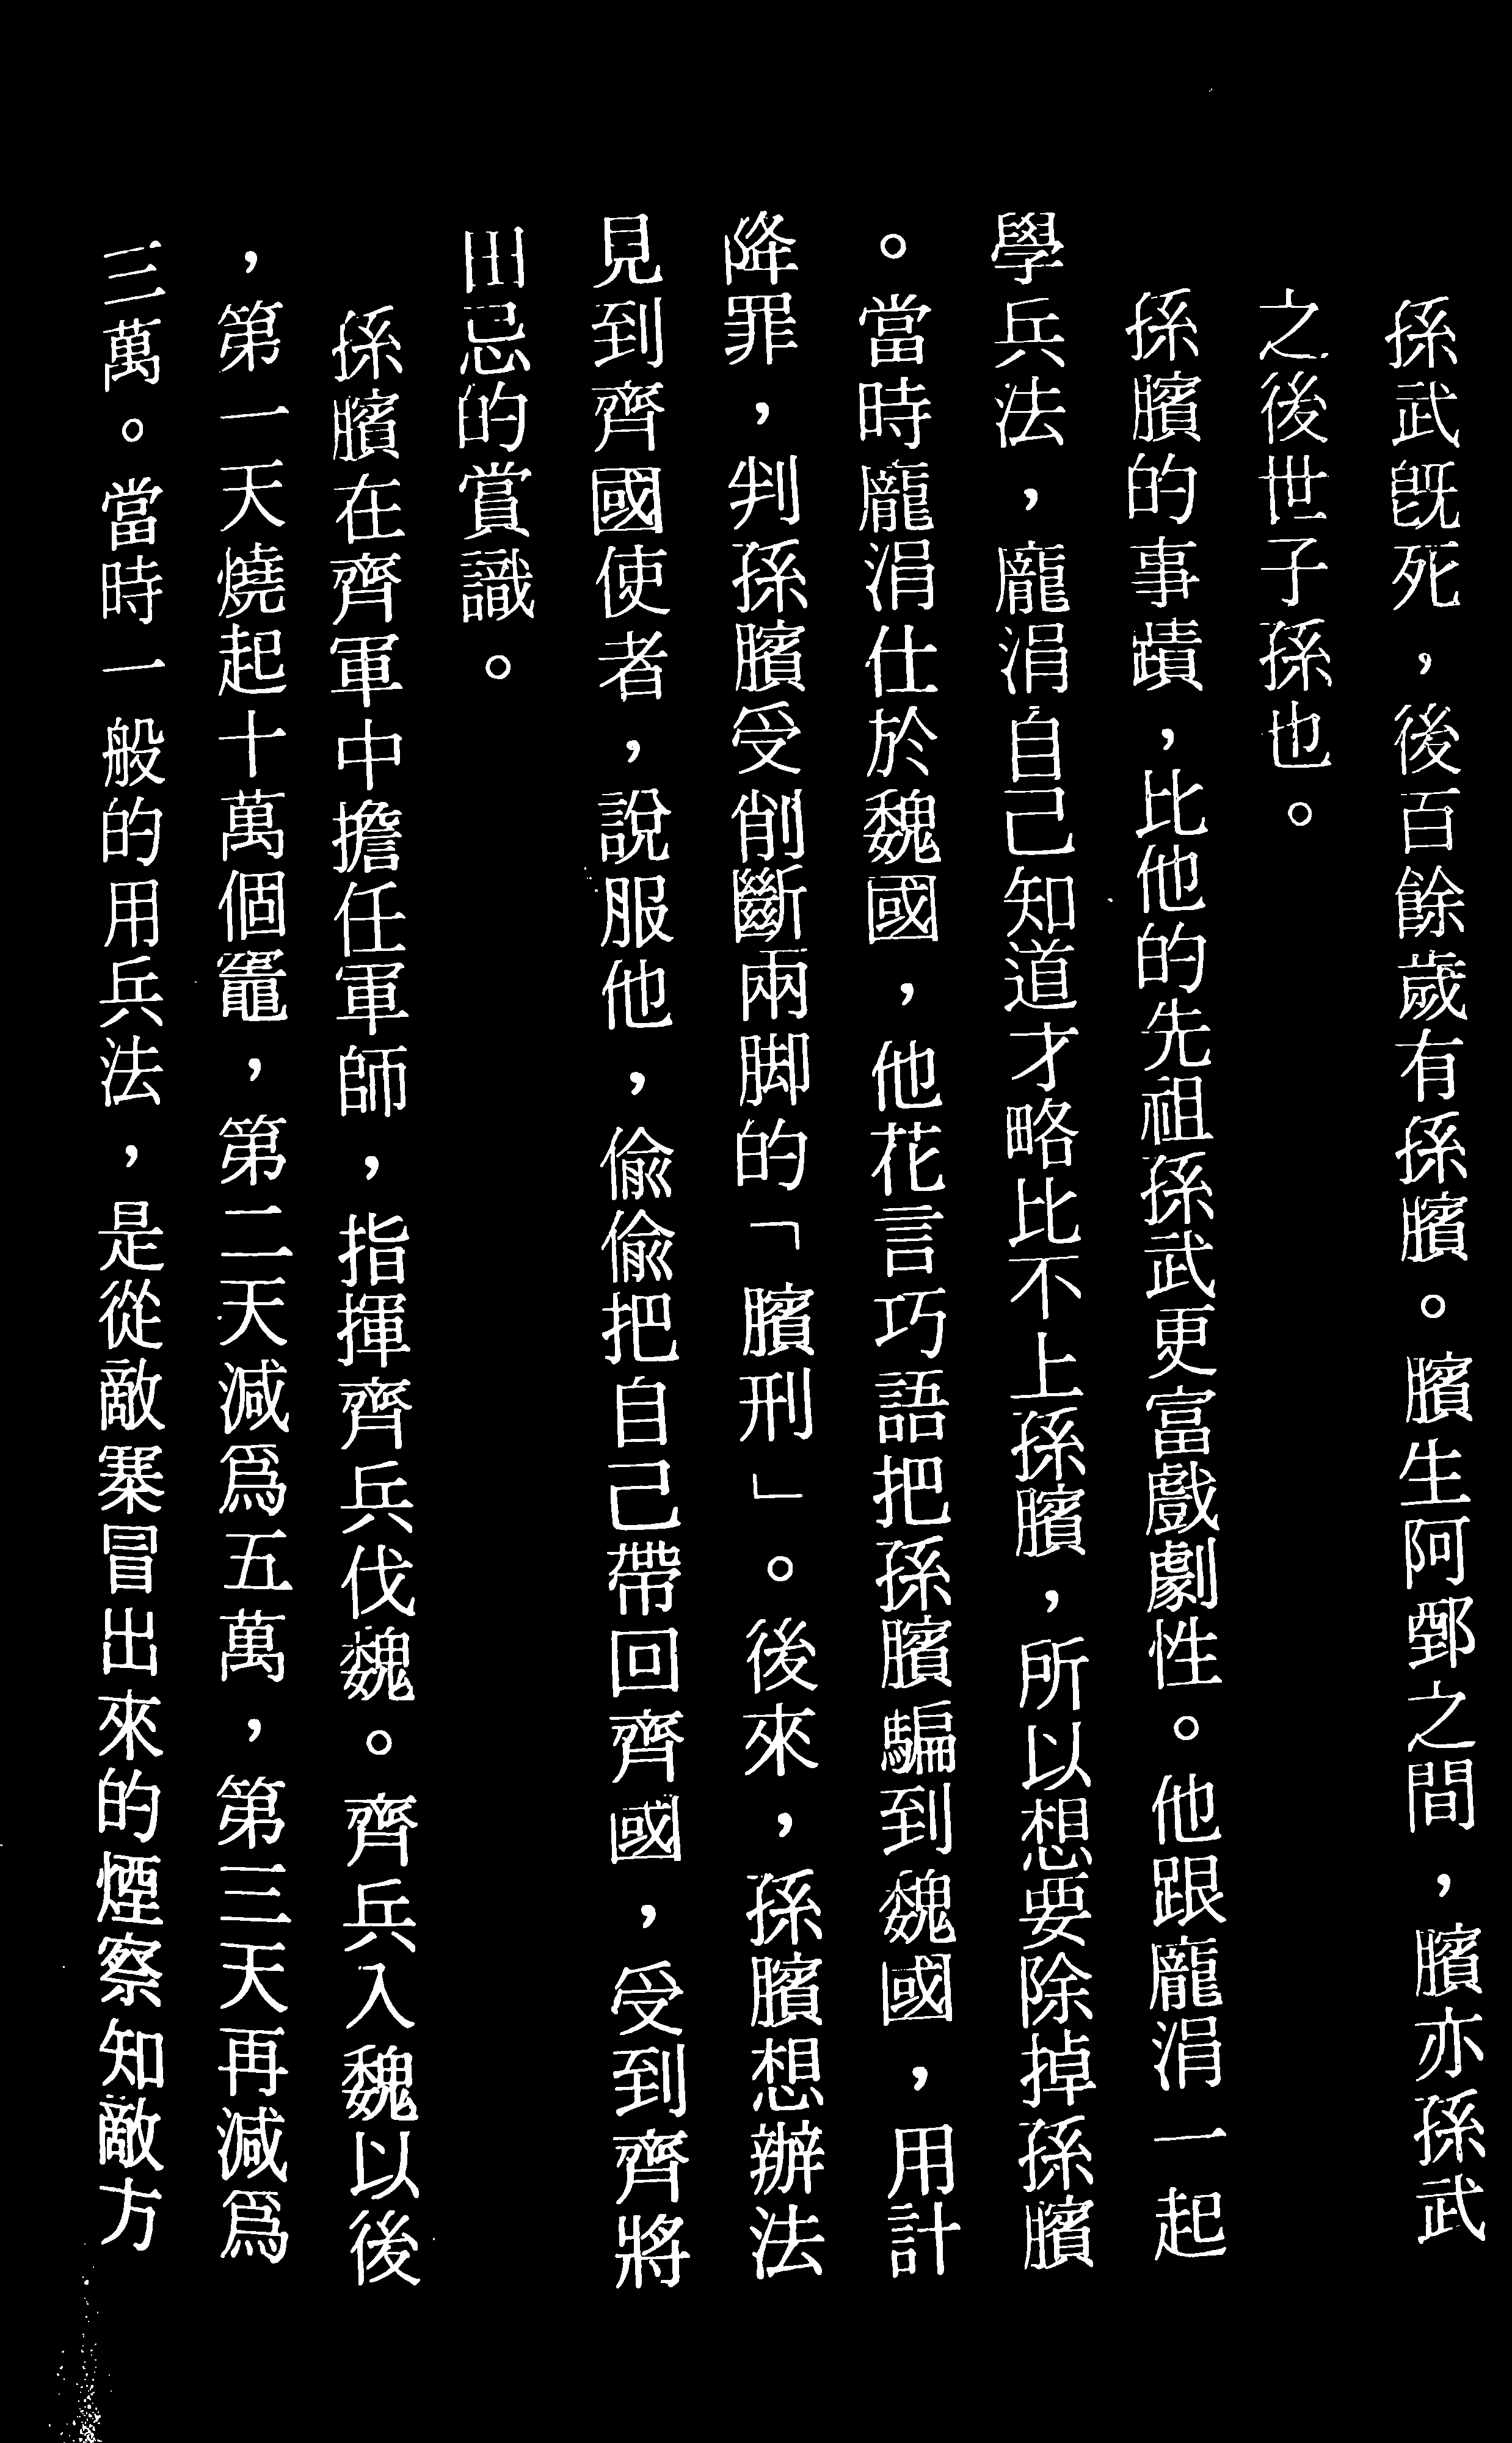 孫武既死，後百餘歲有孫臏。臏生阿鄄之間，臏亦孫武
之後世子孫也。
孫臏的事蹟，比他的先祖孫武更富戲劇性。他跟龐涓一起
學兵法，龐涓自己知道才略比不上孫臏，所以想要除掉孫臏
。當時龐涓仕於魏國，他花言巧語把孫臏騙到魏國，用計
降罪，判孫臏受削斷兩脚的「臏刑」。後來，孫臏想辦法
見到齊國使者，說服他，偷偷把自己帶回齊國，受到齊將
田忌的賞識。
孫臏在齊軍中擔任軍師，指揮齊兵伐魏。齊兵入魏以後
，第一天燒起十萬個竈，第二天減爲五萬，第三天再減爲
三萬。當時一般的用兵法，是從敵寨冒出來的煙察知敵方